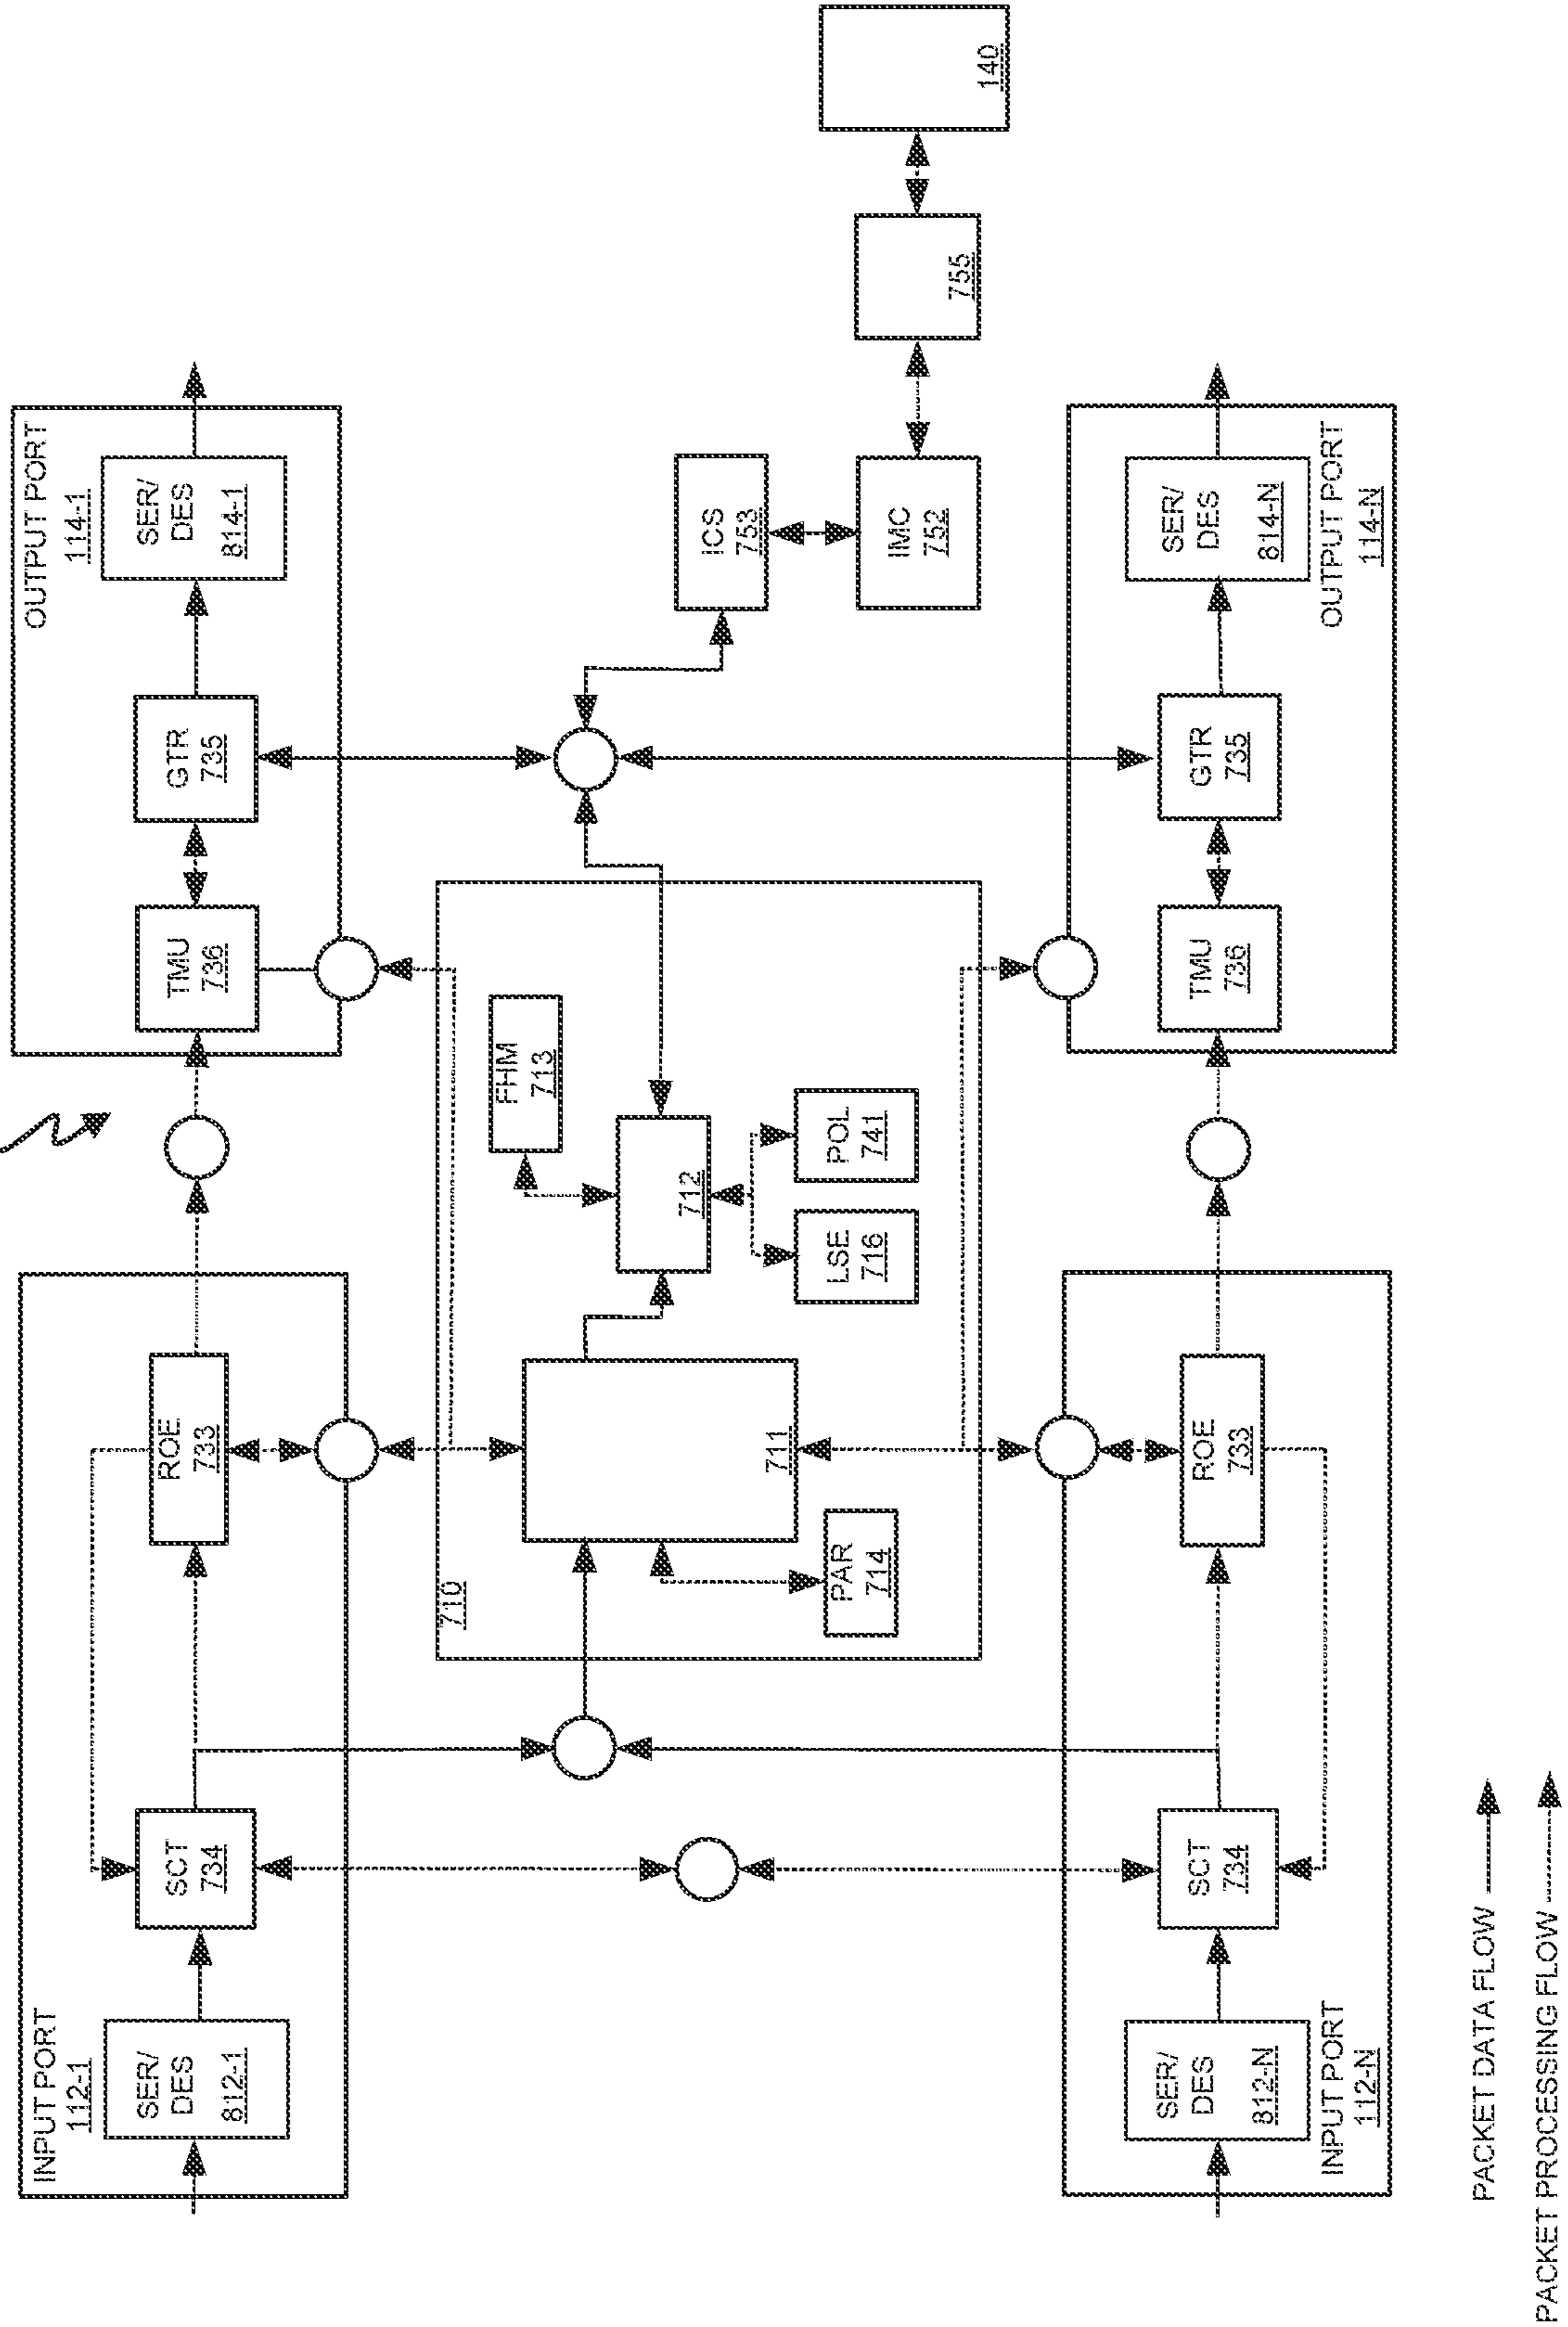 INPUT PORT
112-1
SER/
DES
812-1
SCT
734
ROE
733
TMU
736
GTR
735
SER/
DES
814-1
OUTPUT PORT
114-1
710
PAR
714
711
FHM
713
712
LSE
716
POL
741
ICS
753
IMC
752
755
140
SER/
DES
812-N
INPUT PORT
112-N
SCT
734
ROE
733
TMU
736
GTR
735
SER/
DES
814-N
OUTPUT PORT
114-N
PACKET DATA FLOW
PACKET PROCESSING FLOW